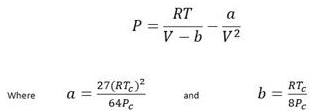 P = RT / (V − b) − a / V²
Where a = 27(RT_c)² / 64P_c and b = RT_c / 8P_c